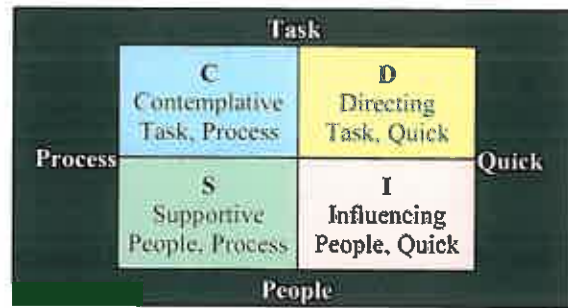 Task
C
Contemplative
Task, Process
D
Directing
Task, Quick
Process
Quick
S
Supportive
People, Process
I
Influencing
People, Quick
People